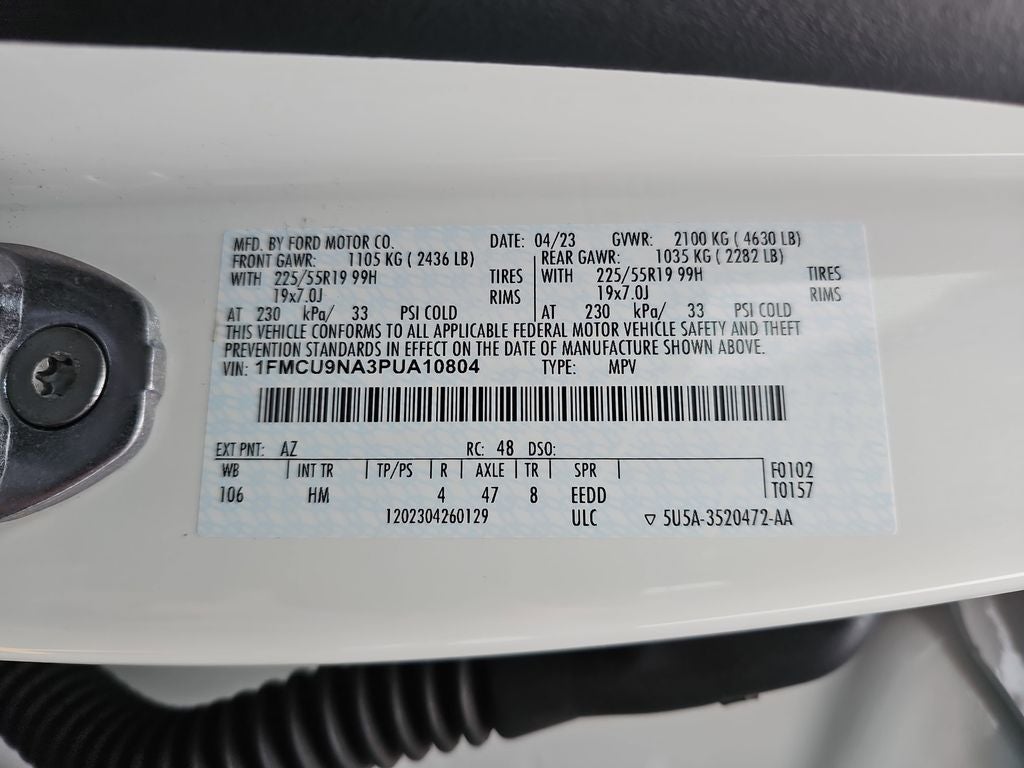 MFD. BY FORD MOTOR CO. DATE: 04/23 GVWR: 2100 KG ( 4630 LB)
FRONT GAWR: 1105 KG ( 2436 LB) REAR GAWR: 1035 KG ( 2282 LB)
WITH 225/55R19 99H TIRES WITH 225/55R19 99H TIRES
19x7.0J RIMS 19x7.0J RIMS
AT 230 kPa/ 33 PSI COLD AT 230 kPa/ 33 PSI COLD
THIS VEHICLE CONFORMS TO ALL APPLICABLE FEDERAL MOTOR VEHICLE SAFETY AND THEFT
PREVENTION STANDARDS IN EFFECT ON THE DATE OF MANUFACTURE SHOWN ABOVE.
VIN: 1FMCU9NA3PUA10804 TYPE: MPV
EXT PNT: AZ RC: 48 DSO:
WB INT TR TP/PS R AXLE TR SPR F0102
106 HM 4 47 8 EEDD T0157
1202304260129 ULC ▽ 5U5A-3520472-AA